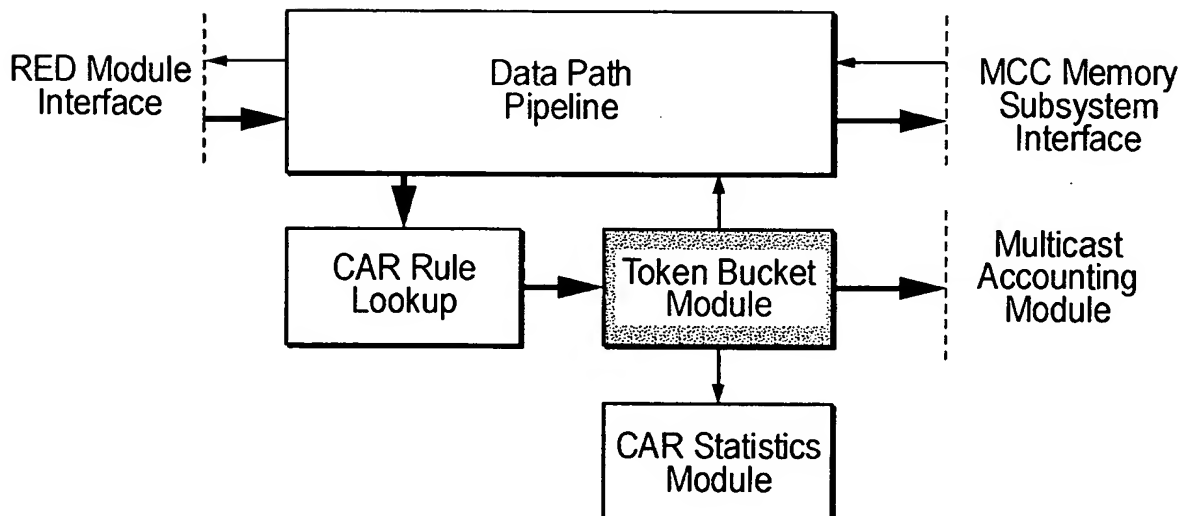 RED Module
Interface
Data Path
Pipeline
MCC Memory
Subsystem
Interface
CAR Rule
Lookup
Token Bucket
Module
Multicast
Accounting
Module
CAR Statistics
Module